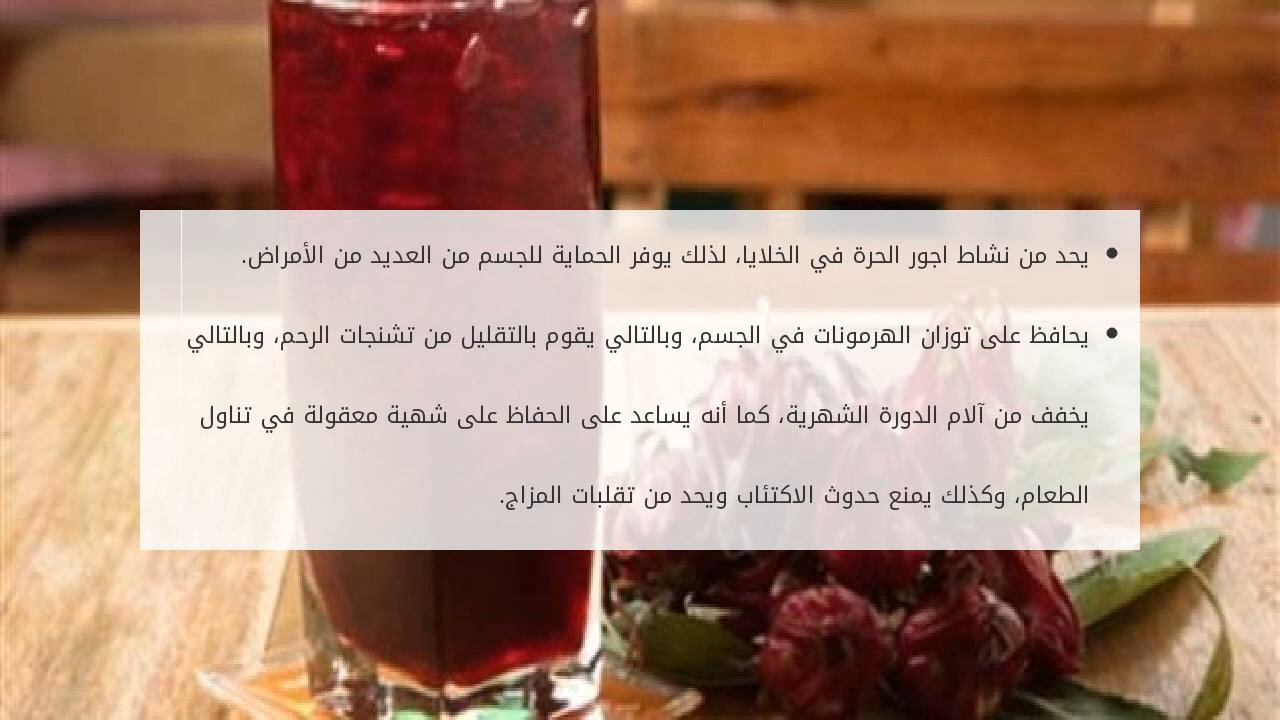 • يحد من نشاط اجور الحرة في الخلايا، لذلك يوفر الحماية للجسم من العديد من الأمراض.
• يحافظ على توزان الهرمونات في الجسم، وبالتالي يقوم بالتقليل من تشنجات الرحم، وبالتالي
يخفف من آلام الدورة الشهرية، كما أنه يساعد على الحفاظ على شهية معقولة في تناول
الطعام، وكذلك يمنع حدوث الاكتئاب ويحد من تقلبات المزاج.